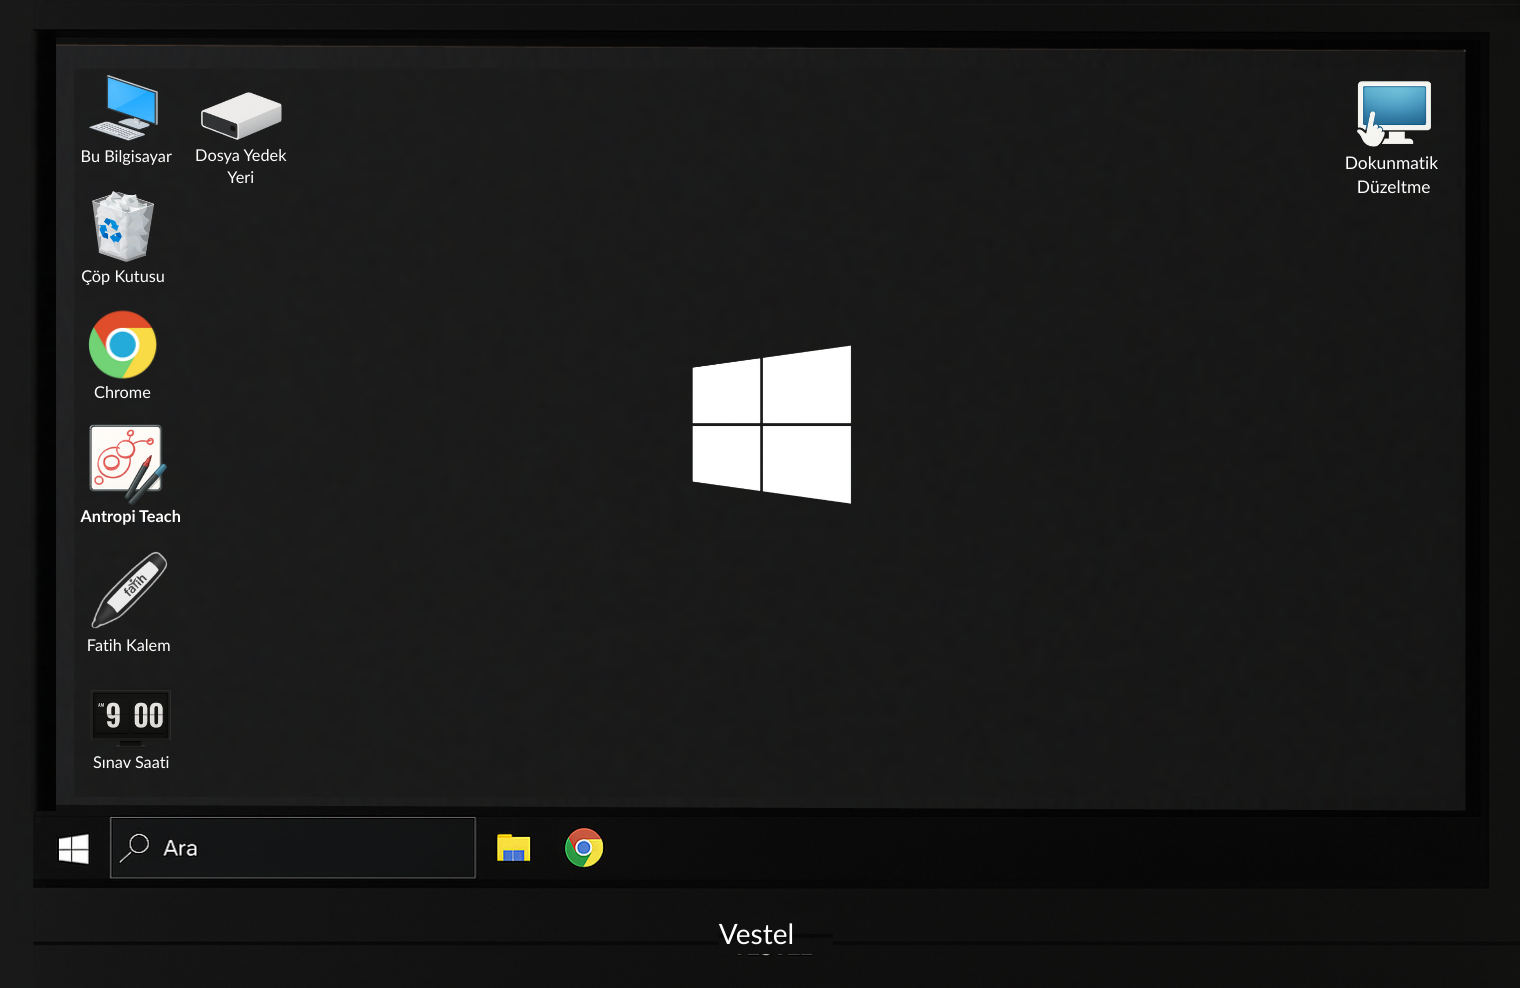 Bu Bilgisayar
Dosya Yedek
Yeri
Dokunmatik
Düzeltme
Çöp Kutusu
Chrome
Antropi Teach
fatih
Fatih Kalem
AM
9 00
Sınav Saati
Ara
Vestel